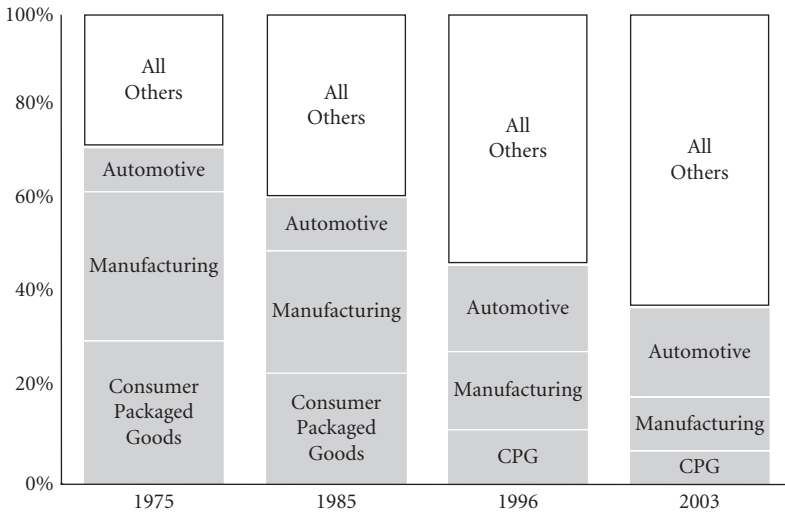 100%
80%
60%
40%
20%
0%
All
Others
Automotive
Manufacturing
Consumer
Packaged
Goods
All
Others
Automotive
Manufacturing
Consumer
Packaged
Goods
All
Others
Automotive
Manufacturing
CPG
All
Others
Automotive
Manufacturing
CPG
1975
1985
1996
2003